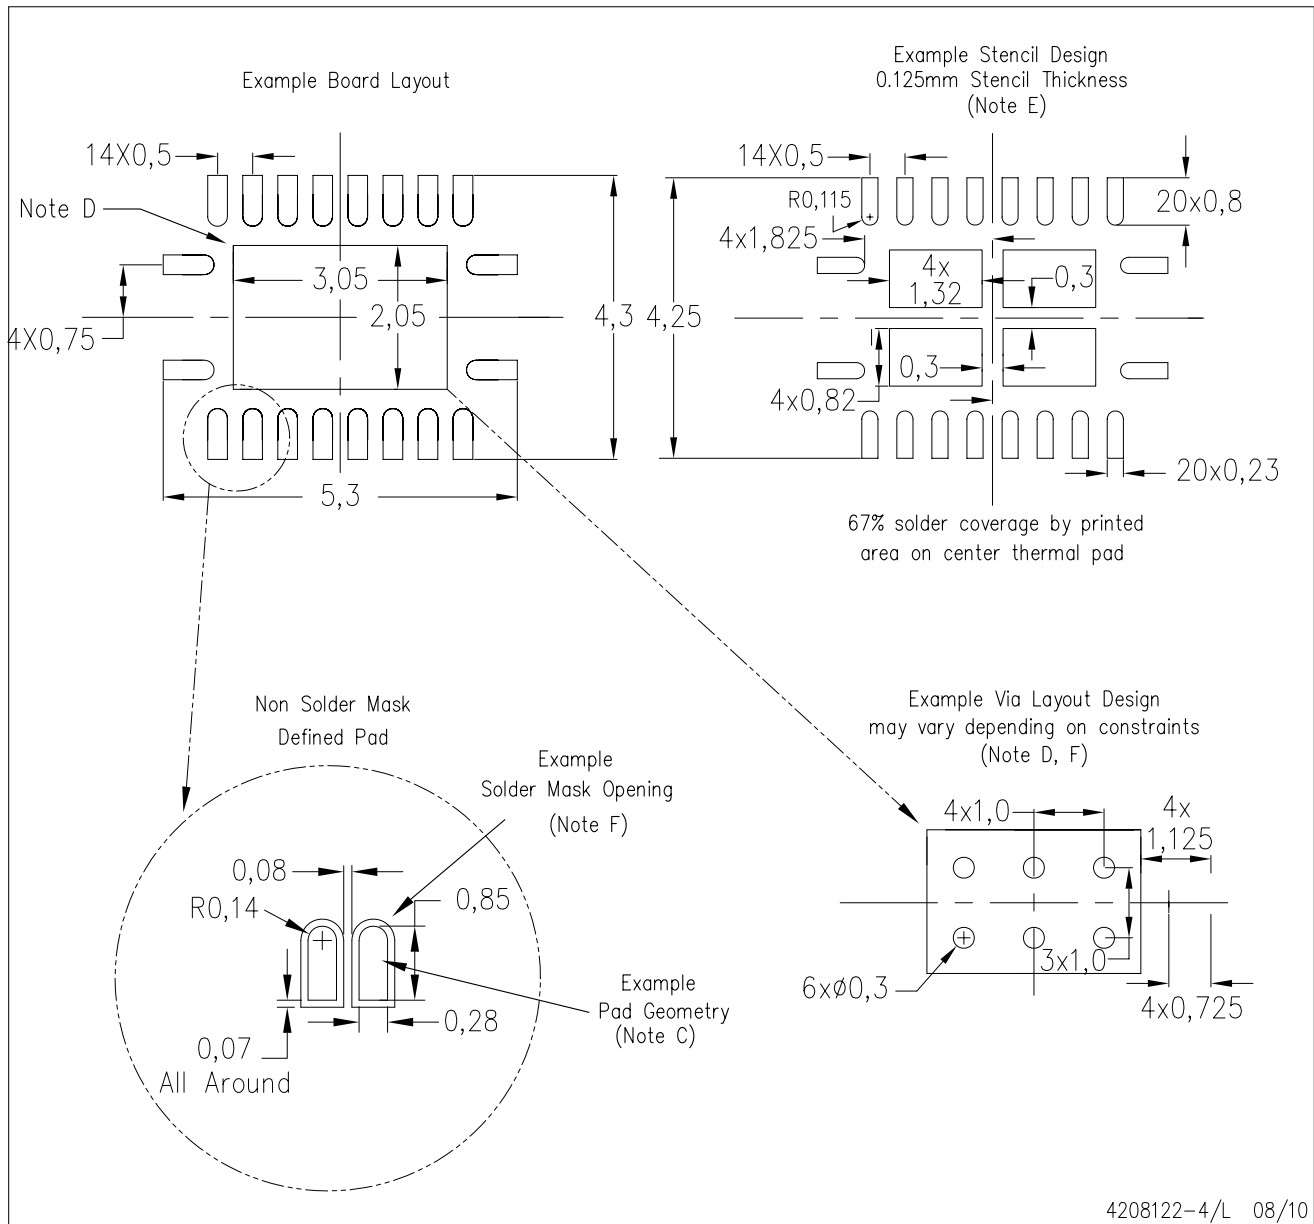 Example Board Layout
14X0,5
Note D
3,05
2,05
4X0,75
4,3
5,3
Example Stencil Design
0.125mm Stencil Thickness
(Note E)
14X0,5
R0,115
4x1,825
20x0,8
4x
1,32
0,3
4,25
0,3
4x0,82
20x0,23
67% solder coverage by printed
area on center thermal pad
Non Solder Mask
Defined Pad
Example
Solder Mask Opening
(Note F)
0,08
R0,14
0,85
Example
Pad Geometry
(Note C)
0,28
0,07
All Around
Example Via Layout Design
may vary depending on constraints
(Note D, F)
4x1,0
4x
1,125
3x1,0
6xø0,3
4x0,725
4208122-4/L 08/10